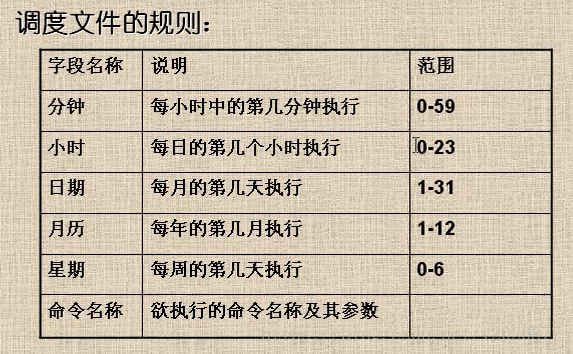 调度文件的规则：
字段名称 说明 范围
分钟 每小时中的第几分钟执行 0-59
小时 每日的第几个小时执行 0-23
日期 每月的第几天执行 1-31
月历 每年的第几月执行 1-12
星期 每周的第几天执行 0-6
命令名称 欲执行的命令名称及其参数